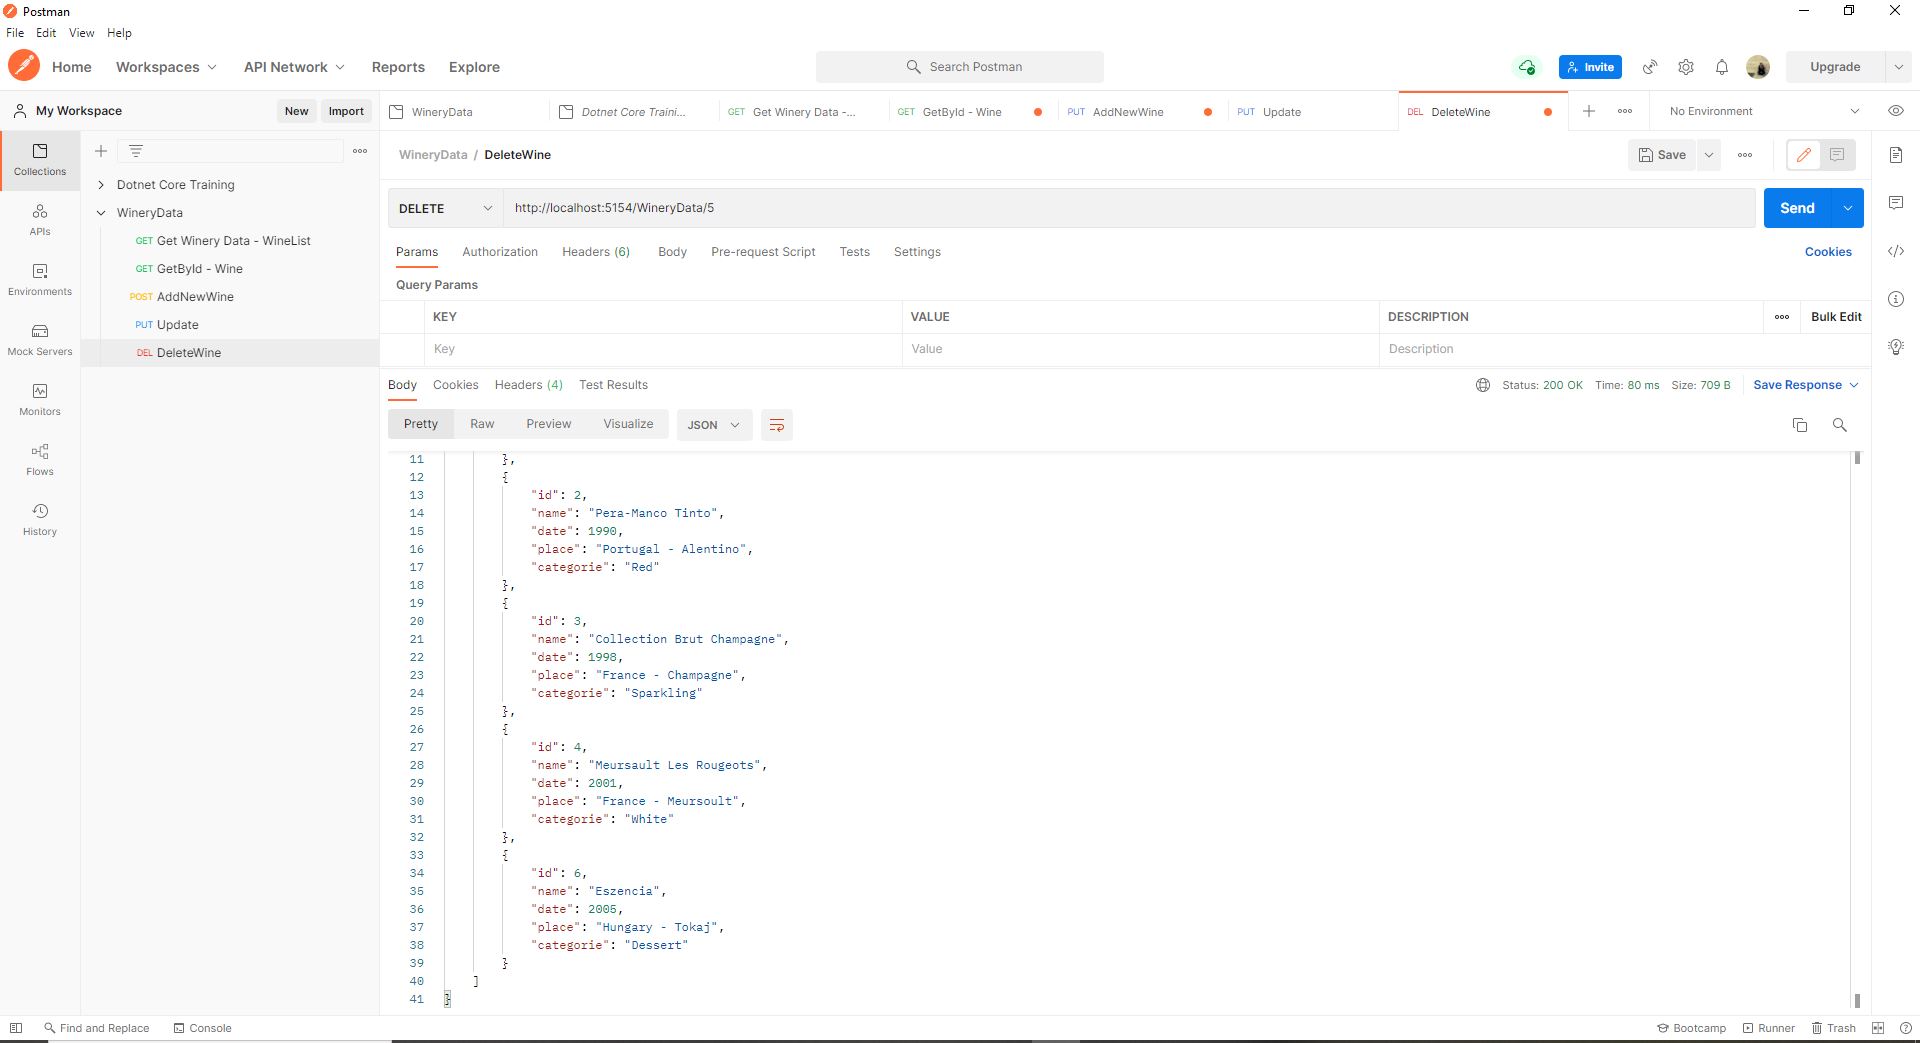 Postman
File Edit View Help
Home Workspaces API Network Reports Explore Search Postman Invite Upgrade
My Workspace New Import WineryData Dotnet Core Traini... GET Get Winery Data -... GET GetById - Wine PUT AddNewWine PUT Update DEL DeleteWine No Environment
Collections
APIs
Environments
Mock Servers
Monitors
Flows
History
Dotnet Core Training
WineryData
GET Get Winery Data - WineList
GET GetById - Wine
POST AddNewWine
PUT Update
DEL DeleteWine
WineryData / DeleteWine Save
DELETE http://localhost:5154/WineryData/5 Send
Params Authorization Headers (6) Body Pre-request Script Tests Settings Cookies
Query Params
KEY VALUE DESCRIPTION Bulk Edit
Key Value Description
Body Cookies Headers (4) Test Results Status: 200 OK Time: 80 ms Size: 709 B Save Response
Pretty Raw Preview Visualize JSON
11 },
12 {
13 "id": 2,
14 "name": "Pera-Manco Tinto",
15 "date": 1990,
16 "place": "Portugal - Alentino",
17 "categorie": "Red"
18 },
19 {
20 "id": 3,
21 "name": "Collection Brut Champagne",
22 "date": 1998,
23 "place": "France - Champagne",
24 "categorie": "Sparkling"
25 },
26 {
27 "id": 4,
28 "name": "Meursault Les Rougeots",
29 "date": 2001,
30 "place": "France - Meursoult",
31 "categorie": "White"
32 },
33 {
34 "id": 6,
35 "name": "Eszencia",
36 "date": 2005,
37 "place": "Hungary - Tokaj",
38 "categorie": "Dessert"
39 }
40 ]
41 }
Find and Replace Console Bootcamp Runner Trash